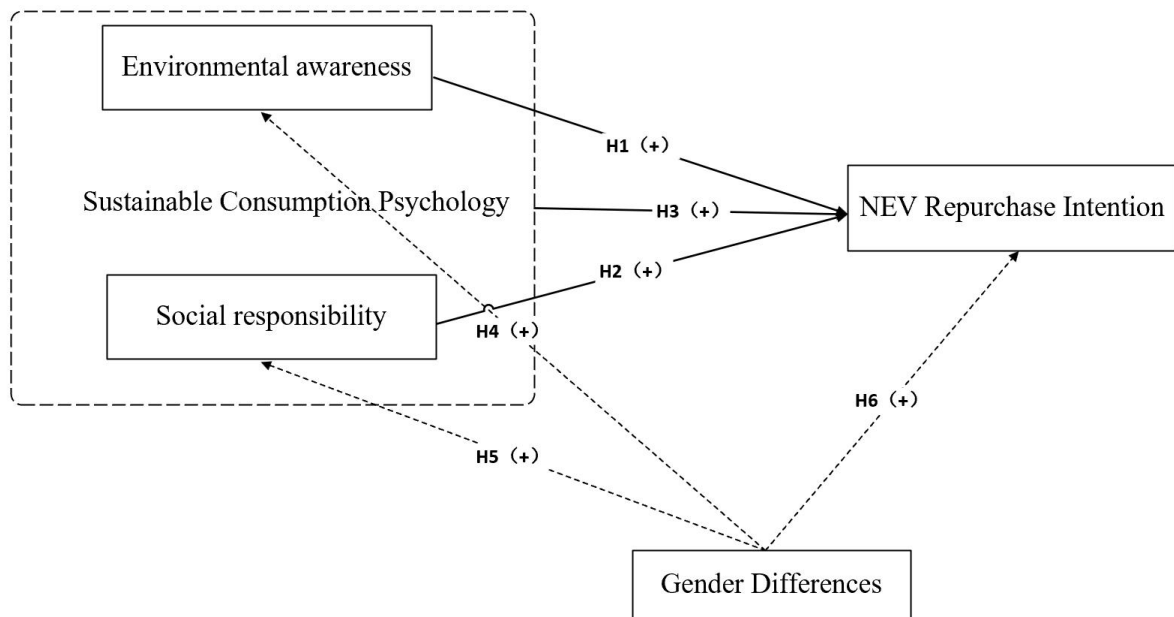 Environmental awareness
H1（+）
Sustainable Consumption Psychology
H3（+）
NEV Repurchase Intention
H2（+）
Social responsibility
H4（+）
H6（+）
H5（+）
Gender Differences